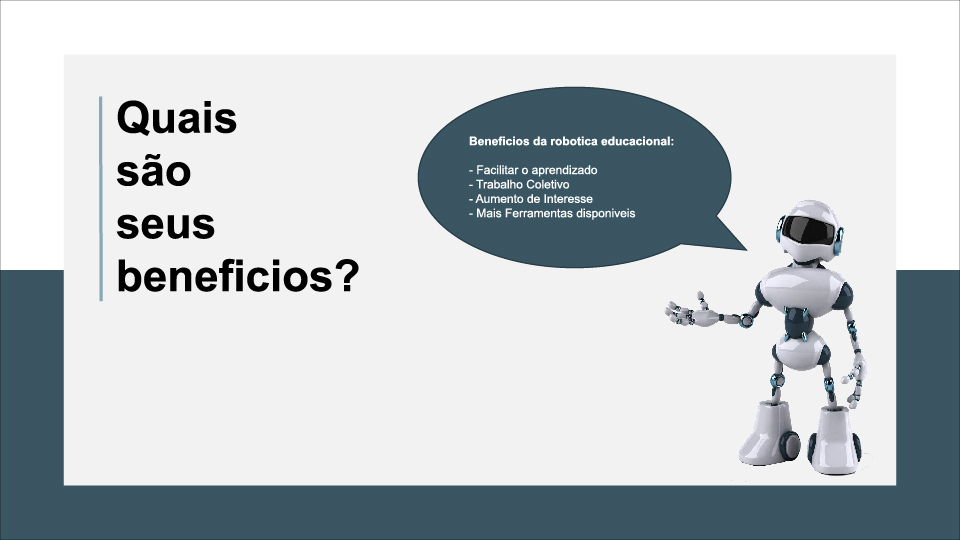 Quais
são
seus
beneficios?
Beneficios da robotica educacional:
- Facilitar o aprendizado
- Trabalho Coletivo
- Aumento de Interesse
- Mais Ferramentas disponiveis